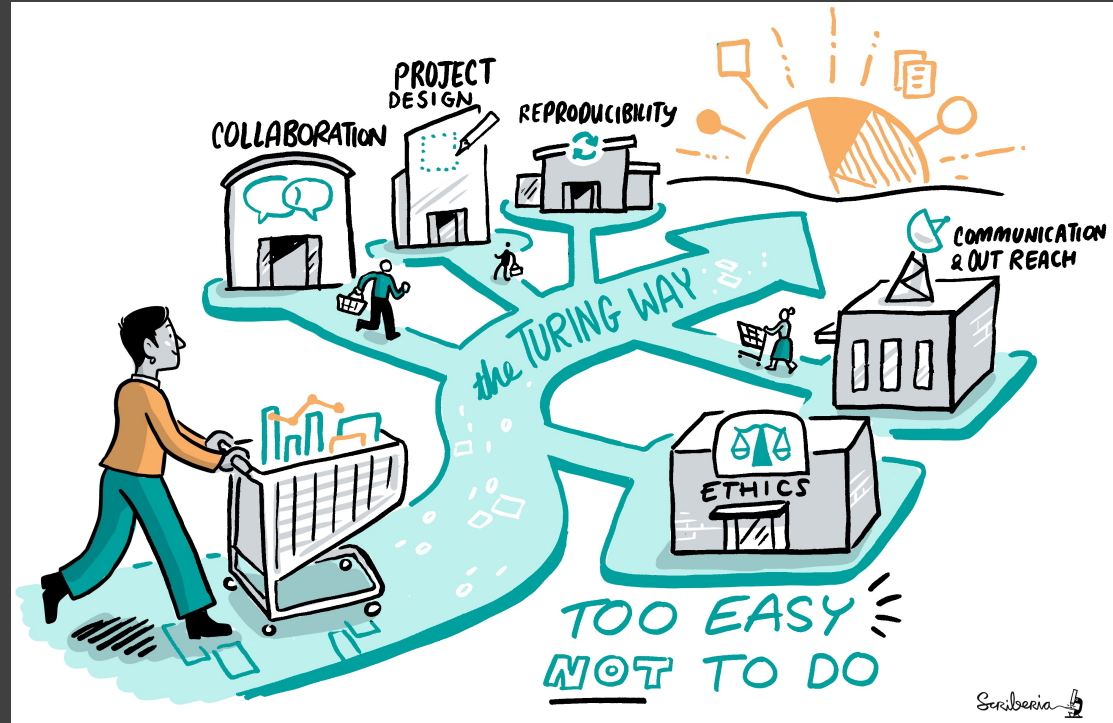 PROJECT
DESIGN
COLLABORATION
REPRODUCIBILITY
COMMUNICATION
& OUT REACH
the TURING WAY
ETHICS
TOO EASY
NOT TO DO
Scriberia